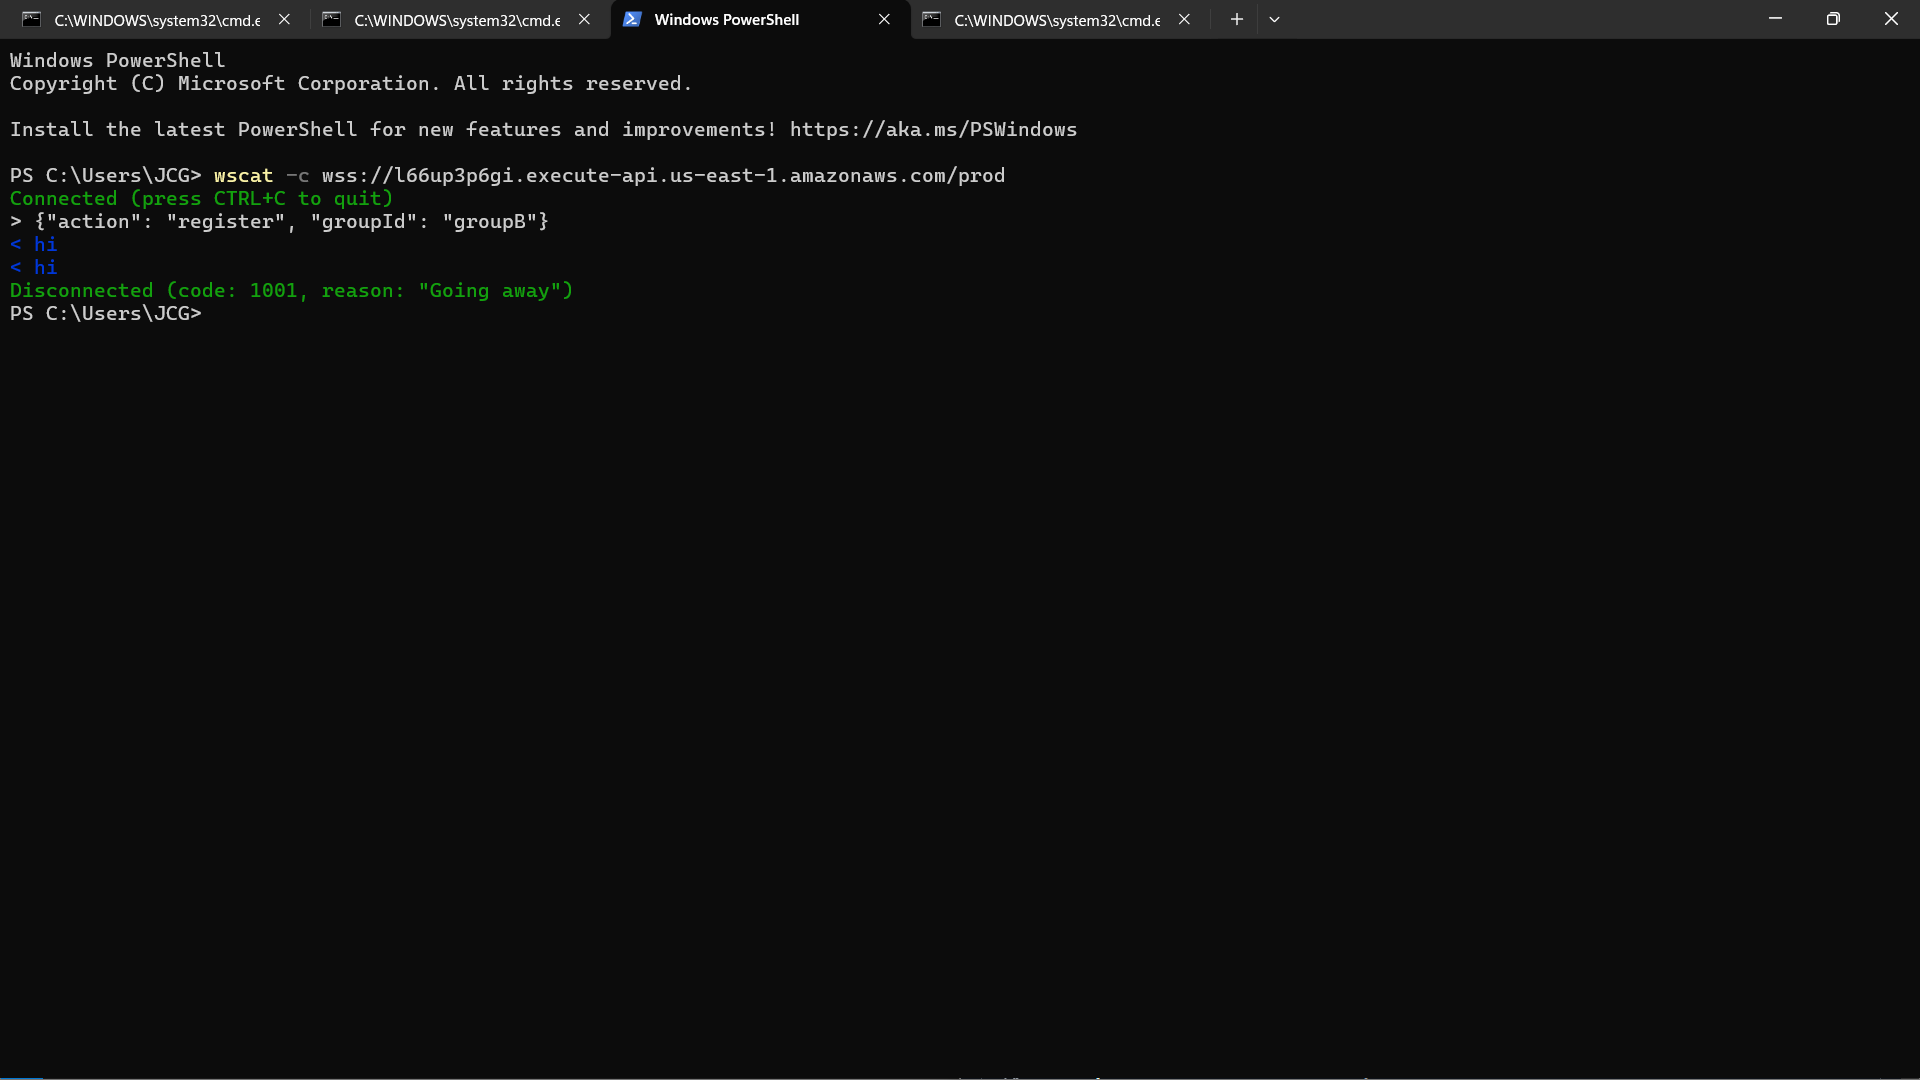 C:\WINDOWS\system32\cmd.e
C:\WINDOWS\system32\cmd.e
Windows PowerShell
C:\WINDOWS\system32\cmd.e
Windows PowerShell
Copyright (C) Microsoft Corporation. All rights reserved.
Install the latest PowerShell for new features and improvements! https://aka.ms/PSWindows
PS C:\Users\JCG> wscat -c wss://l66up3p6gi.execute-api.us-east-1.amazonaws.com/prod
Connected (press CTRL+C to quit)
> {"action": "register", "groupId": "groupB"}
< hi
< hi
Disconnected (code: 1001, reason: "Going away")
PS C:\Users\JCG>